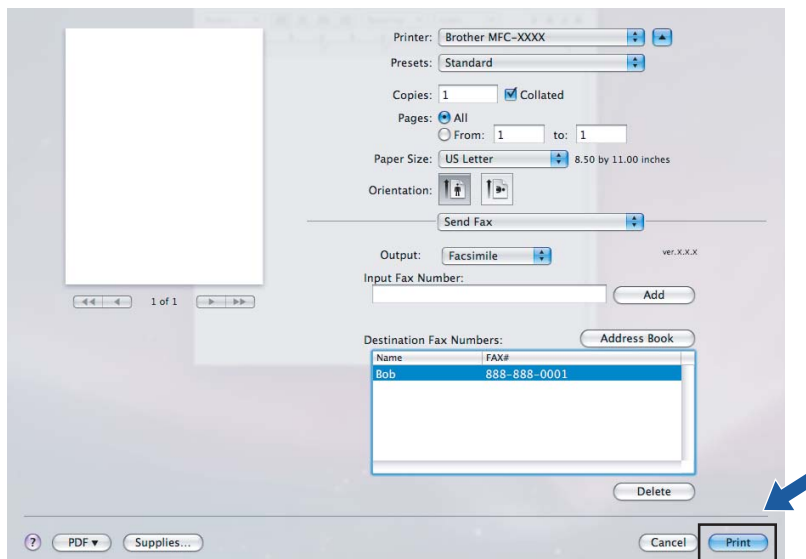 Printer: Brother MFC-XXXX
Presets: Standard
Copies: 1 Collated
Pages: All
From: 1 to: 1
Paper Size: US Letter 8.50 by 11.00 inches
Orientation:
Send Fax
Output: Facsimile ver.X.X.X
Input Fax Number:
Add
1 of 1
Destination Fax Numbers: Address Book
Name FAX#
Bob 888-888-0001
Delete
? PDF Supplies... Cancel Print